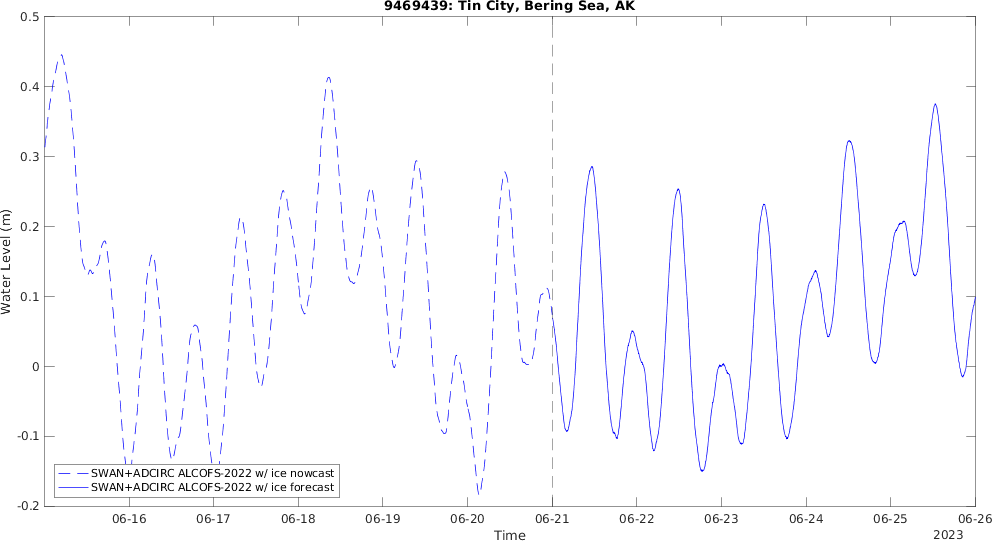 9469439: Tin City, Bering Sea, AK
0.5
0.4
0.3
0.2
0.1
0
-0.1
-0.2
Water Level (m)
SWAN+ADCIRC ALCOFS-2022 w/ ice nowcast
SWAN+ADCIRC ALCOFS-2022 w/ ice forecast
06-16 06-17 06-18 06-19 06-20 06-21 06-22 06-23 06-24 06-25 06-26
Time
2023